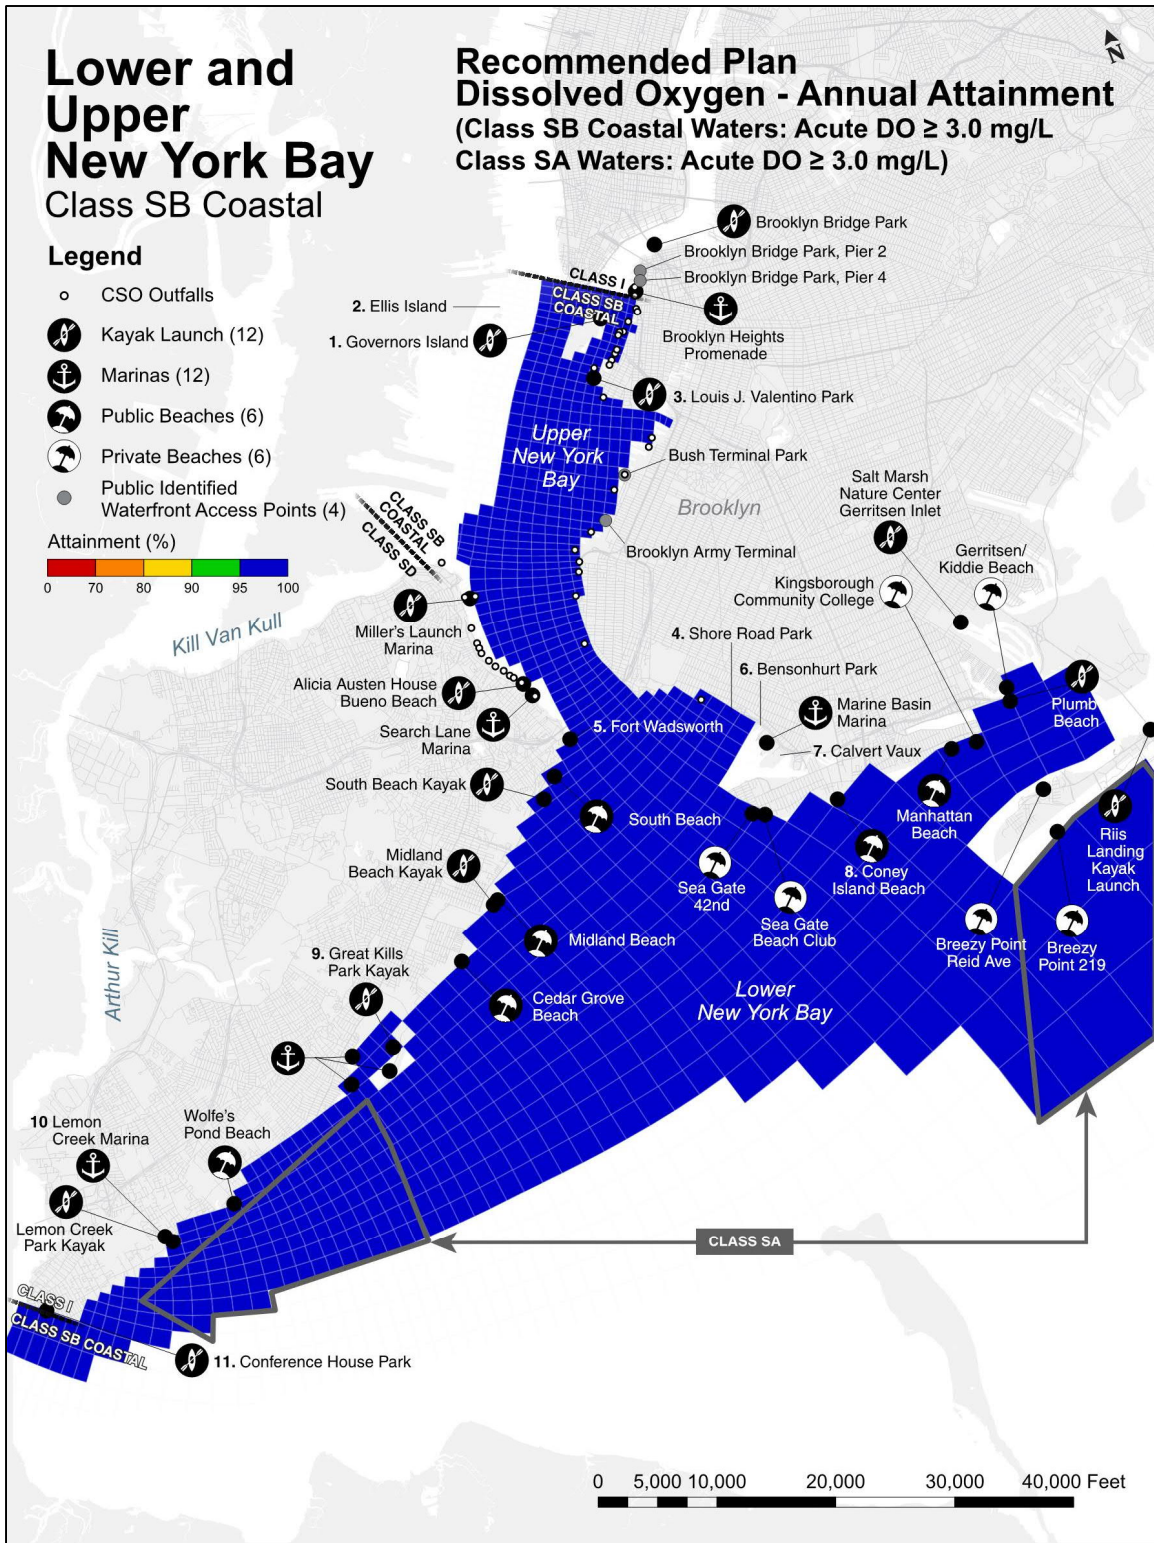 Lower and
Upper
New York Bay
Class SB Coastal
Recommended Plan
Dissolved Oxygen - Annual Attainment
(Class SB Coastal Waters: Acute DO ≥ 3.0 mg/L
Class SA Waters: Acute DO ≥ 3.0 mg/L)
N
Legend
CSO Outfalls
Kayak Launch (12)
Marinas (12)
Public Beaches (6)
Private Beaches (6)
Public Identified
Waterfront Access Points (4)
Attainment (%)
0 70 80 90 95 100
Brooklyn Bridge Park
Brooklyn Bridge Park, Pier 2
Brooklyn Bridge Park, Pier 4
CLASS I
CLASS SB
COASTAL
2. Ellis Island
1. Governors Island
Brooklyn Heights
Promenade
3. Louis J. Valentino Park
Upper
New York
Bay
Bush Terminal Park
Brooklyn
Salt Marsh
Nature Center
Gerritsen Inlet
CLASS SB
COASTAL
CLASS SD
Brooklyn Army Terminal
Gerritsen/
Kiddie Beach
Kingsborough
Community College
Kill Van Kull
Miller's Launch
Marina
4. Shore Road Park
6. Bensonhurt Park
Alicia Austen House
Bueno Beach
Marine Basin
Marina
Plumb
Beach
Search Lane
Marina
5. Fort Wadsworth
7. Calvert Vaux
South Beach Kayak
South Beach
Manhattan
Beach
Riis
Landing
Kayak
Launch
Midland
Beach Kayak
Sea Gate
42nd
8. Coney
Island Beach
Sea Gate
Beach Club
Breezy Point
Reid Ave
Breezy
Point 219
Arthur Kill
9. Great Kills
Park Kayak
Midland Beach
Cedar Grove
Beach
Lower
New York Bay
10 Lemon
Creek Marina
Wolfe's
Pond Beach
Lemon Creek
Park Kayak
CLASS SA
CLASS I
CLASS SB COASTAL
11. Conference House Park
0 5,000 10,000 20,000 30,000 40,000 Feet